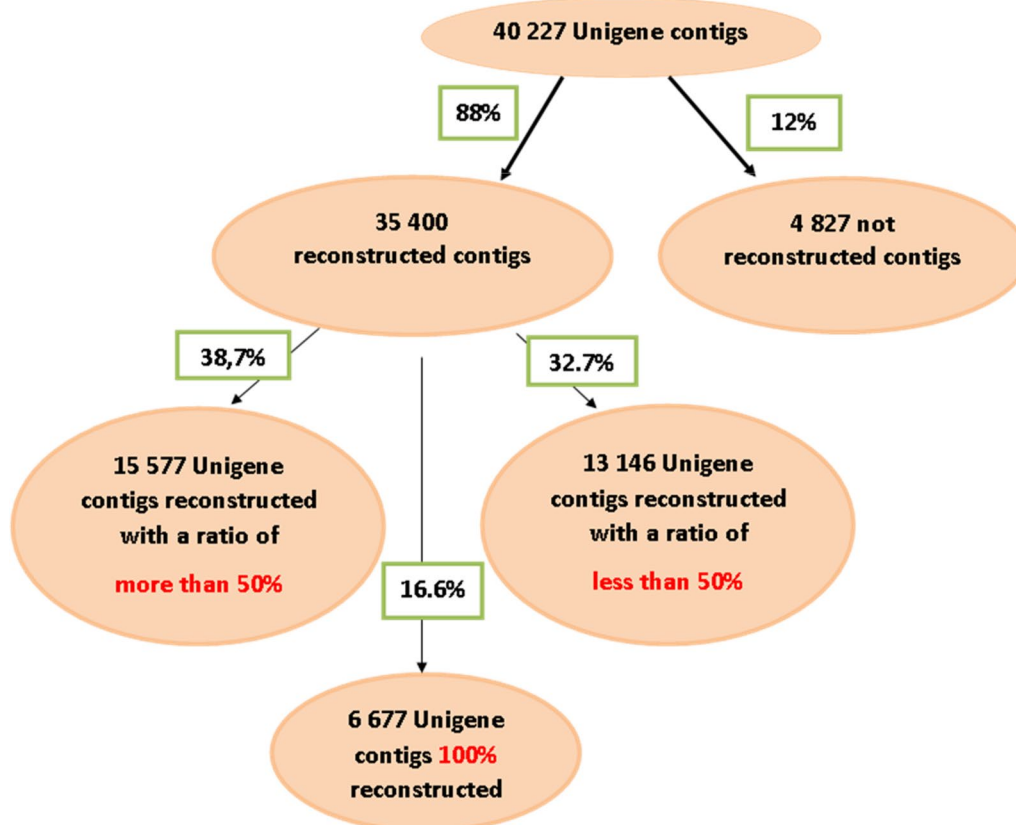 40 227 Unigene contigs
88%
12%
35 400
reconstructed contigs
4 827 not
reconstructed contigs
38,7%
32.7%
15 577 Unigene
contigs reconstructed
with a ratio of
more than 50%
13 146 Unigene
contigs reconstructed
with a ratio of
less than 50%
16.6%
6 677 Unigene
contigs 100%
reconstructed